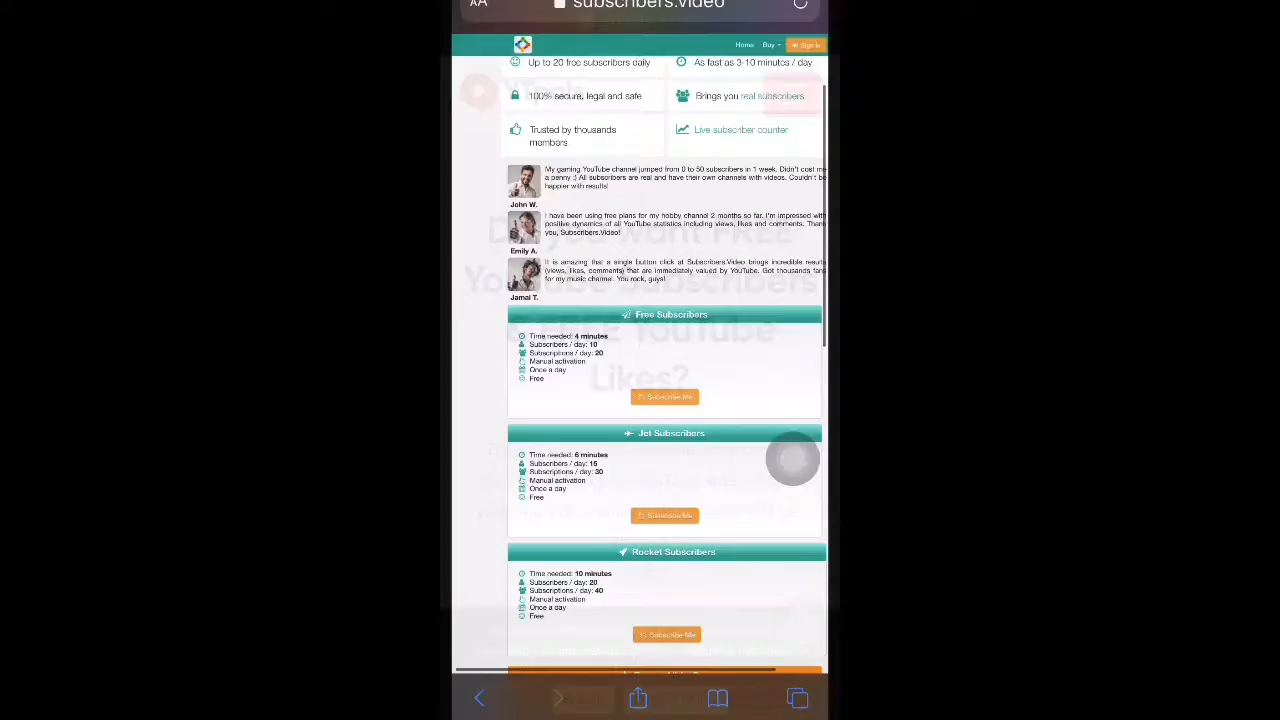 AA
subscribers.video
Home Buy Sign In
Up to 20 free subscribers daily
As fast as 3-10 minutes / day
100% secure, legal and safe
Brings you real subscribers
Trusted by thousands
members
Live subscriber counter
My gaming YouTube channel jumped from 0 to 50 subscribers in 1 week. Didn't cost me
a penny :) All subscribers are real and have their own channels with videos. Couldn't be
happier with results!
John W.
I have been using free plans for my hobby channel 2 months so far. I'm impressed with
positive dynamics of all YouTube statistics including views, likes and comments. Thank
you, Subscribers.Video!
Emily A.
It is amazing that a single button click at Subscribers.Video brings incredible results
(views, likes, comments) that are immediately valued by YouTube. Got thousands fans
for my music channel. You rock, guys!
Jamal T.
Do you want FREE
YouTube Subscribers
& FREE YouTube
Likes?
Free Subscribers
Time needed: 4 minutes
Subscribers / day: 10
Subscriptions / day: 20
Manual activation
Once a day
Free
Subscribe Me
Jet Subscribers
Time needed: 6 minutes
Subscribers / day: 15
Subscriptions / day: 30
Manual activation
Once a day
Free
Subscribe Me
Rocket Subscribers
Time needed: 10 minutes
Subscribers / day: 20
Subscriptions / day: 40
Manual activation
Once a day
Free
Subscribe Me